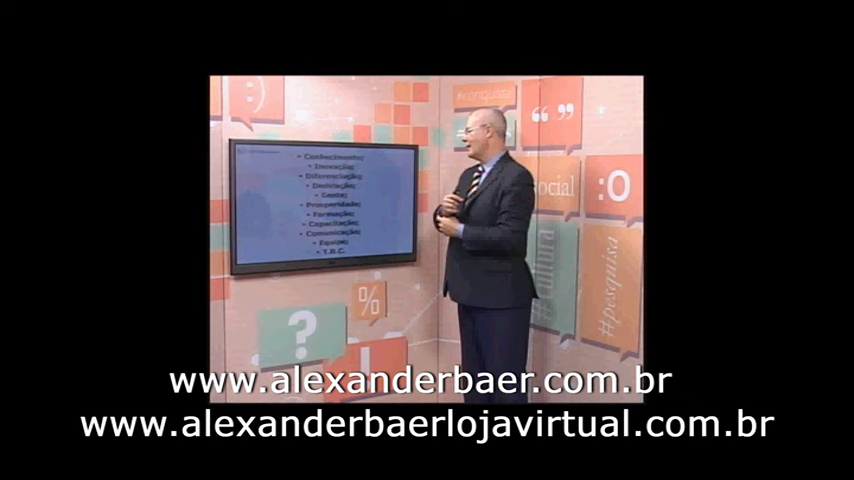 :)
#conquista
“ ”
• Conhecimento;
• Inovação;
• Diferenciação;
• Dedicação;
• Gente;
• Prosperidade;
• Formação;
• Capacitação;
• Comunicação;
• Equipe;
• T.B.C.
social
:O
#cultura
#pesquisa
%
?
!
www.alexanderbaer.com.br
www.alexanderbaerlojavirtual.com.br